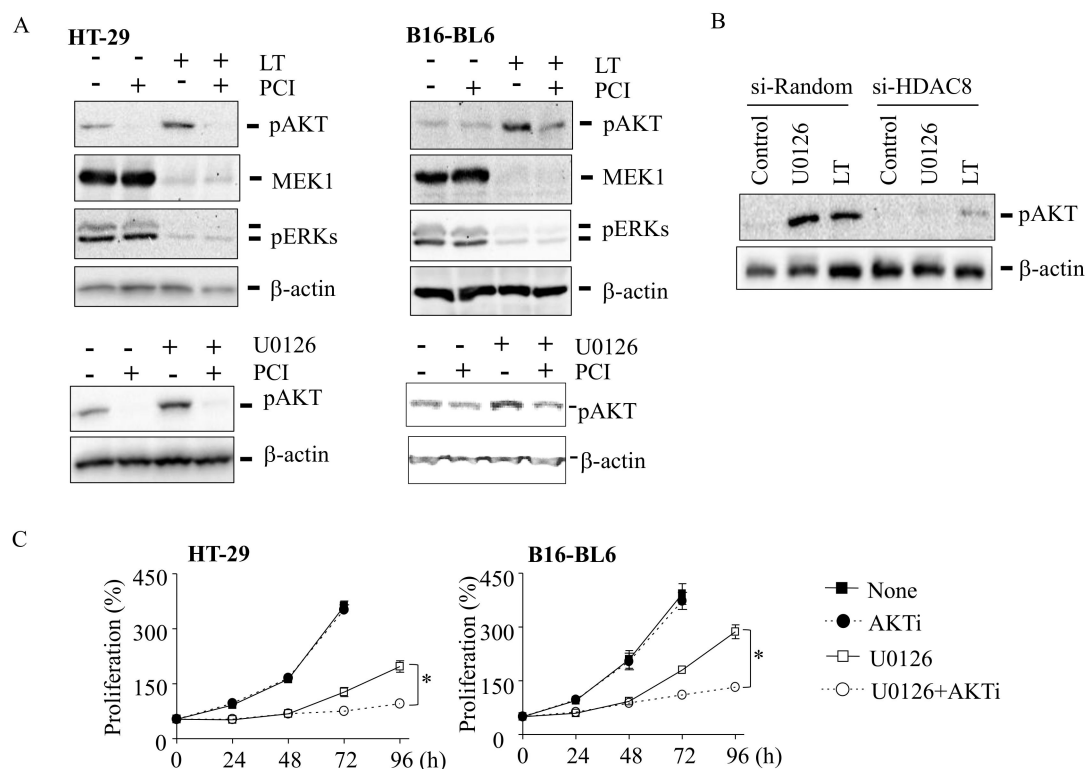 A
HT-29
- - + + LT
- + - + PCI
pAKT
MEK1
pERKs
β-actin
- - + + U0126
- + - + PCI
pAKT
β-actin
B16-BL6
- - + + LT
- + - + PCI
pAKT
MEK1
pERKs
β-actin
- - + + U0126
- + - + PCI
pAKT
β-actin
B
si-Random si-HDAC8
Control U0126 LT Control U0126 LT
pAKT
β-actin
C
HT-29
Proliferation (%)
450
300
150
0
0 24 48 72 96 (h)
*
B16-BL6
Proliferation (%)
450
300
150
0
0 24 48 72 96 (h)
*
None
AKTi
U0126
U0126+AKTi